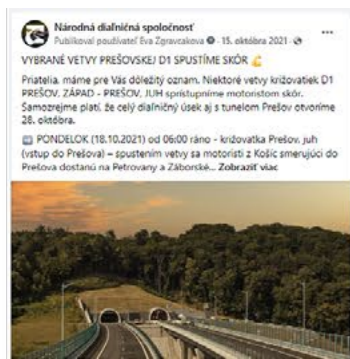 Národná diaľničná spoločnosť
Publikoval používateľ Eva Zgravcakova · 15. októbra 2021 ·
VYBRANÉ VETVY PREŠOVSKEJ D1 SPUSTÍME SKÔR
Priatelia, máme pre Vás dôležitý oznam. Niektoré vetvy križovatiek D1
PREŠOV, ZÁPAD - PREŠOV, JUH sprístupníme motoristom skôr.
Samozrejme platí, že celý diaľničný úsek aj s tunelom Prešov otvoríme
28. októbra.
➡️ PONDELOK (18.10.2021) od 06:00 ráno - križovatka Prešov, juh
(vstup do Prešova) – spustením vetvy sa motoristi z Košíc smerujúci do
Prešova dostanú na Petrovany a Záborské... Zobraziť viac